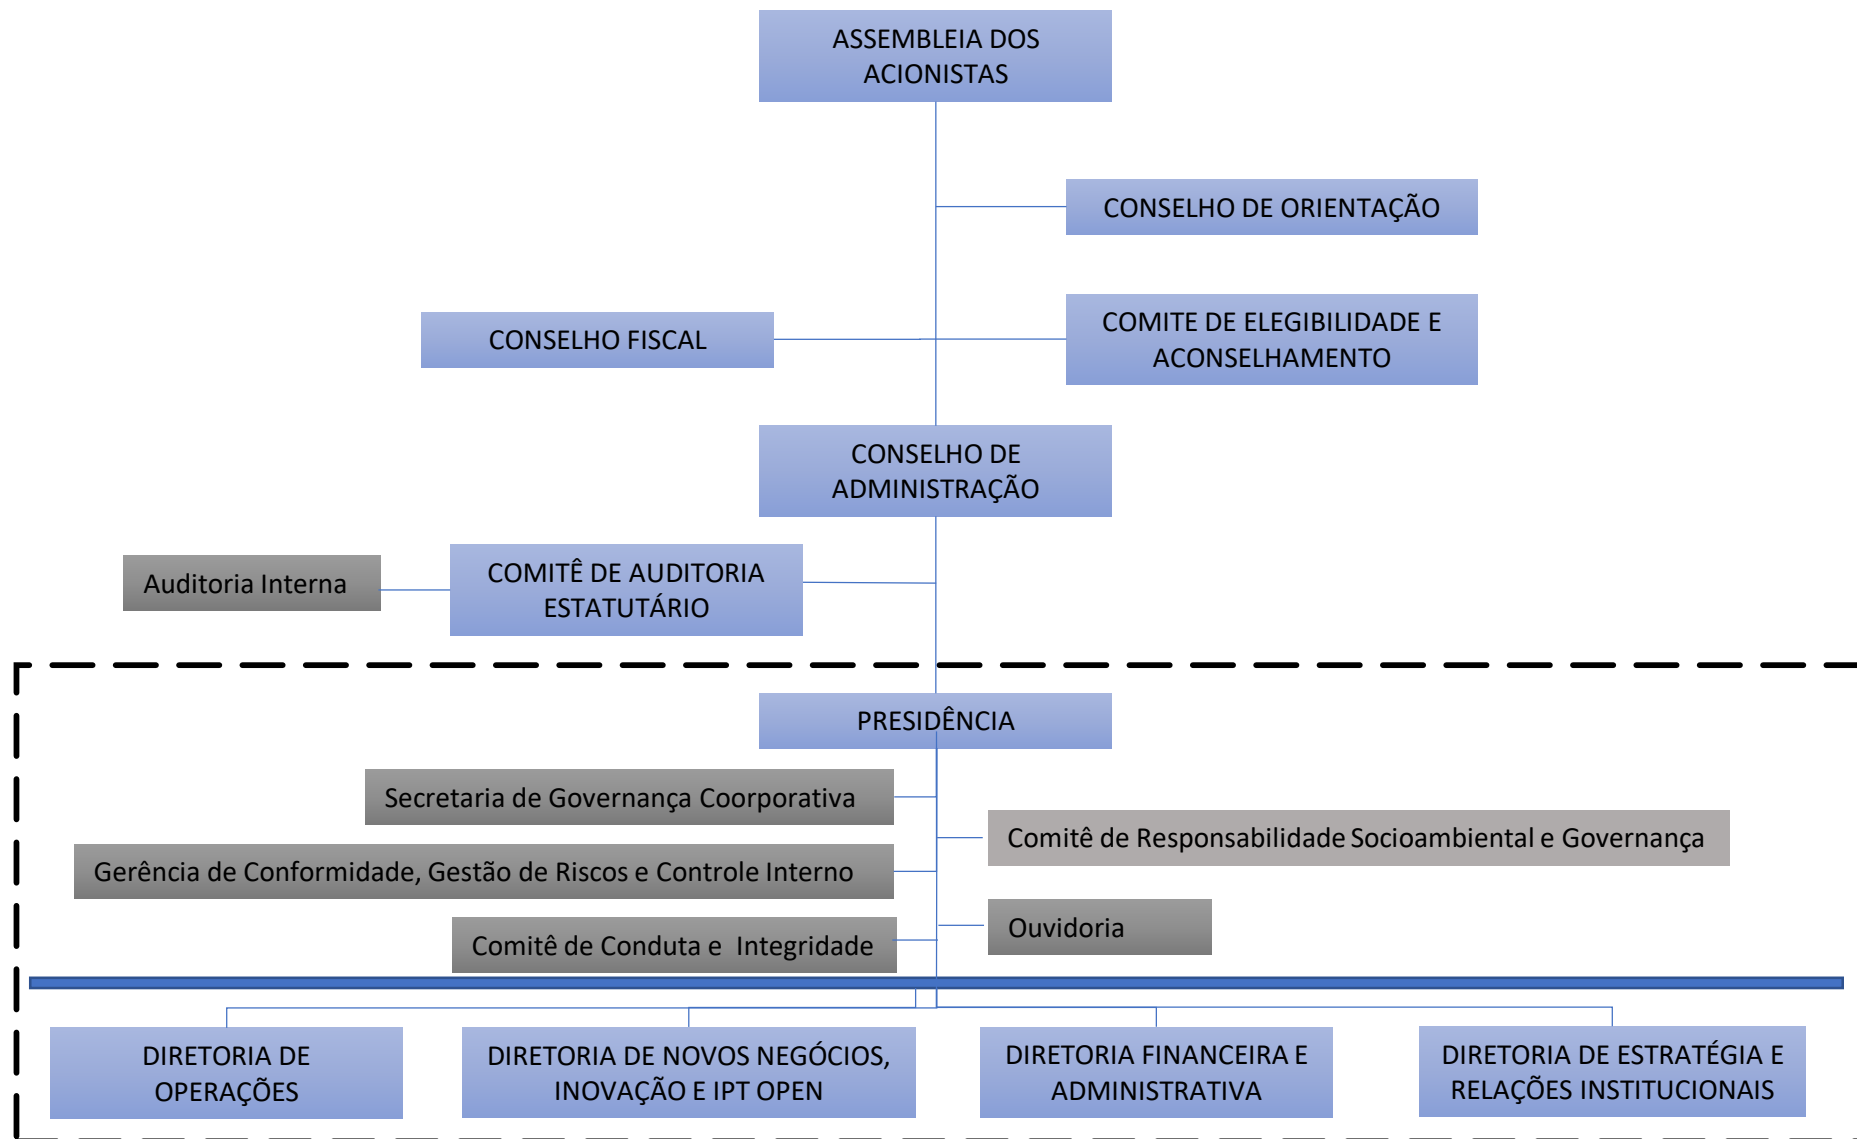 ASSEMBLEIA DOS
ACIONISTAS
CONSELHO DE ORIENTAÇÃO
CONSELHO FISCAL
COMITE DE ELEGIBILIDADE E
ACONSELHAMENTO
CONSELHO DE
ADMINISTRAÇÃO
Auditoria Interna
COMITÊ DE AUDITORIA
ESTATUTÁRIO
PRESIDÊNCIA
Secretaria de Governança Coorporativa
Comitê de Responsabilidade Socioambiental e Governança
Gerência de Conformidade, Gestão de Riscos e Controle Interno
Ouvidoria
Comitê de Conduta e Integridade
DIRETORIA DE
OPERAÇÕES
DIRETORIA DE NOVOS NEGÓCIOS,
INOVAÇÃO E IPT OPEN
DIRETORIA FINANCEIRA E
ADMINISTRATIVA
DIRETORIA DE ESTRATÉGIA E
RELAÇÕES INSTITUCIONAIS